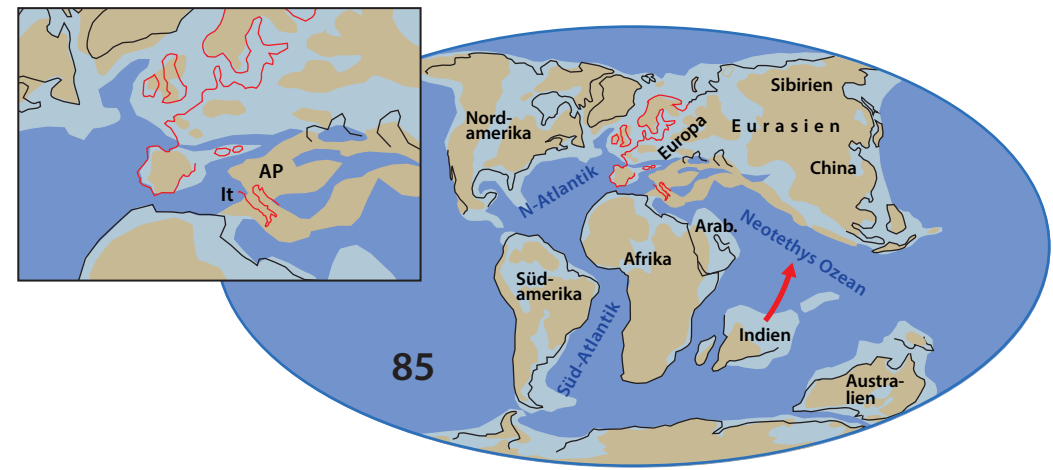 AP
It
Nord-
amerika
Sibirien
Eurasien
Europa
China
N-Atlantik
Arab.
Neotethys Ozean
Afrika
Süd-
amerika
Süd-Atlantik
Indien
85
Austra-
lien